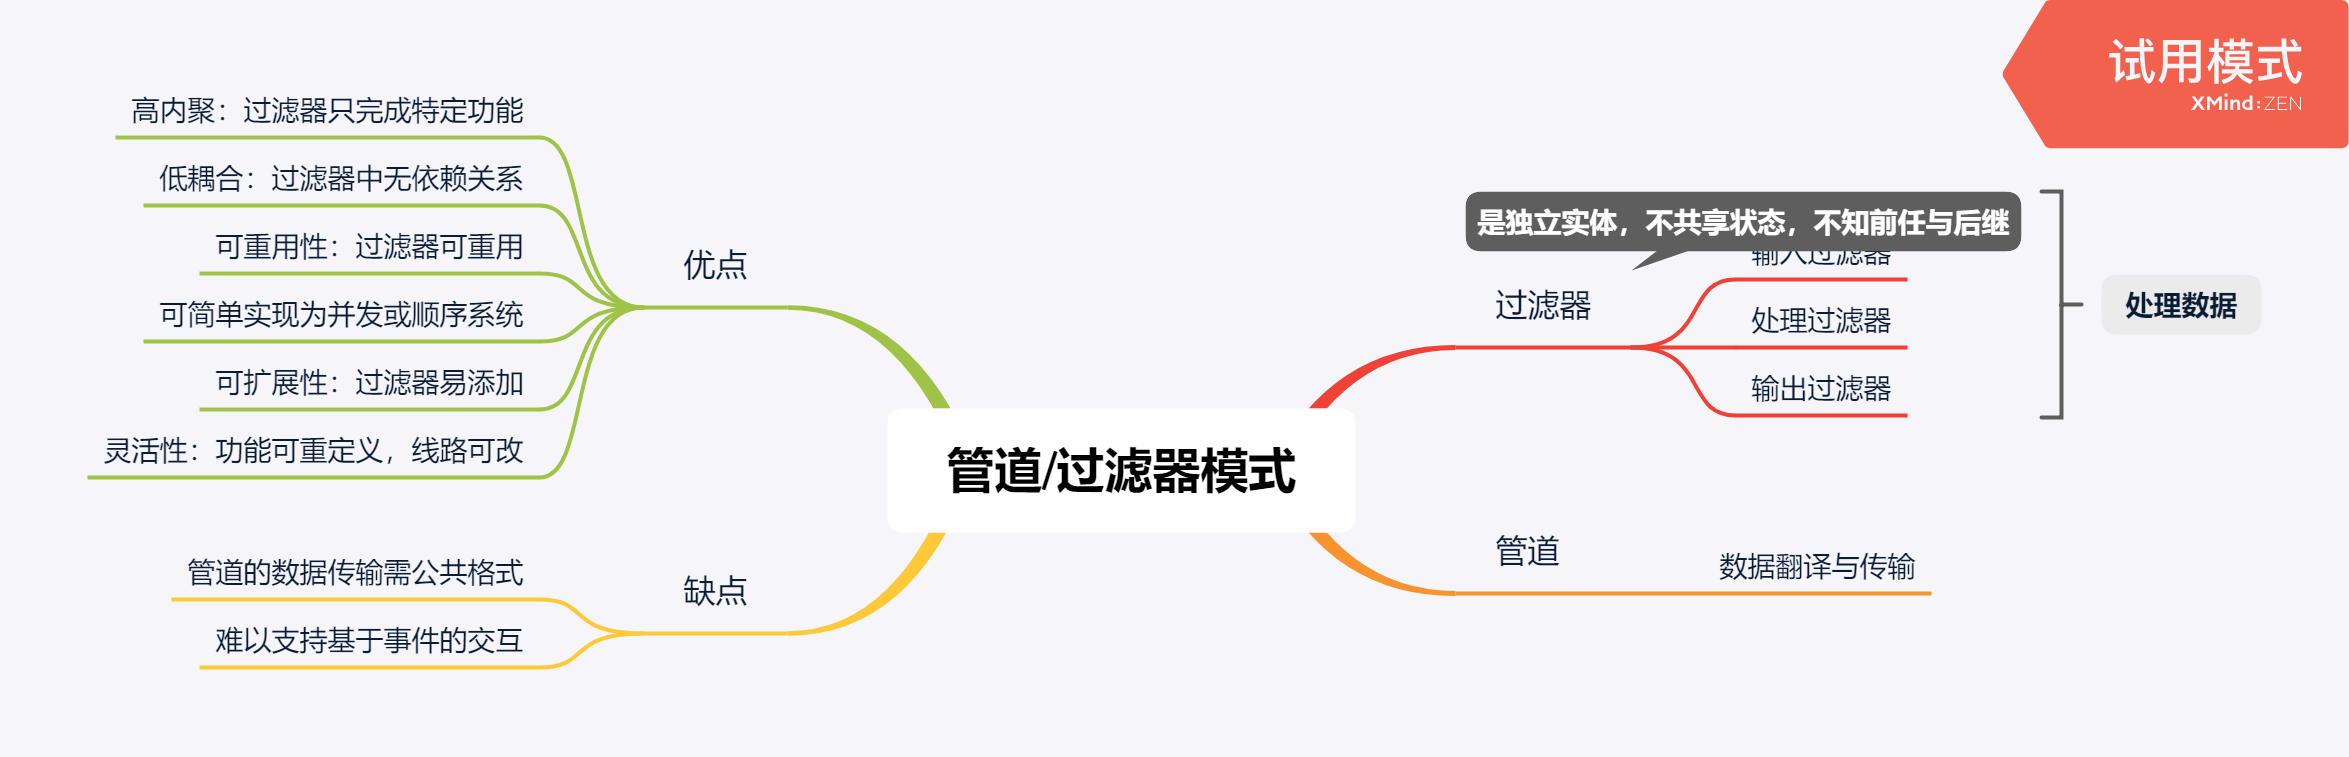 试用模式
XMind:ZEN
高内聚：过滤器只完成特定功能
低耦合：过滤器中无依赖关系
可重用性：过滤器可重用
可简单实现为并发或顺序系统
可扩展性：过滤器易添加
灵活性：功能可重定义，线路可改
优点
管道的数据传输需公共格式
难以支持基于事件的交互
缺点
管道/过滤器模式
是独立实体，不共享状态，不知前任与后继
过滤器
输入过滤器
处理过滤器
输出过滤器
处理数据
管道
数据翻译与传输